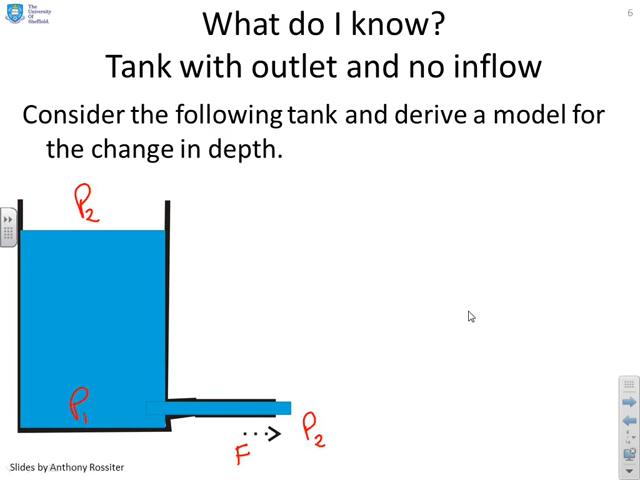 The
University
Of
Sheffield.
6
What do I know?
Tank with outlet and no inflow
Consider the following tank and derive a model for
the change in depth.
P2
P1
P2
F
Slides by Anthony Rossiter